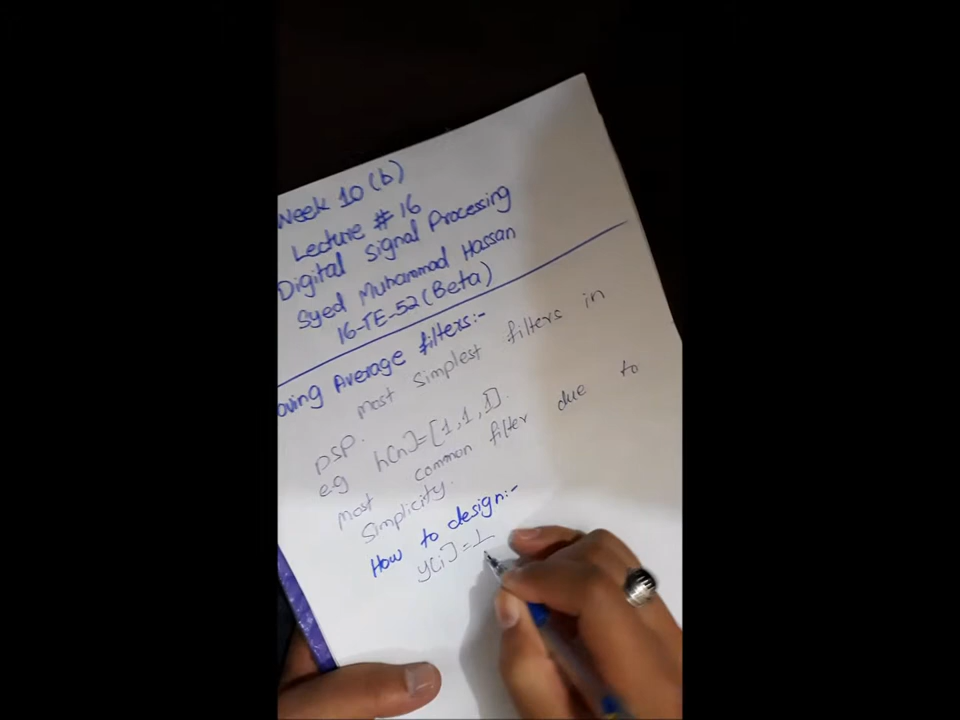 Week 10 (b)
Lecture # 16
Digital Signal Processing
Syed Muhammad Hassan
16-TE-52 (Beta)
oving Average filters:-
Most Simplest filters in
DSP.
e.g h[n]=[1,1,1].
Most common filter due to
Simplicity.
How to design:-
y[i]=1